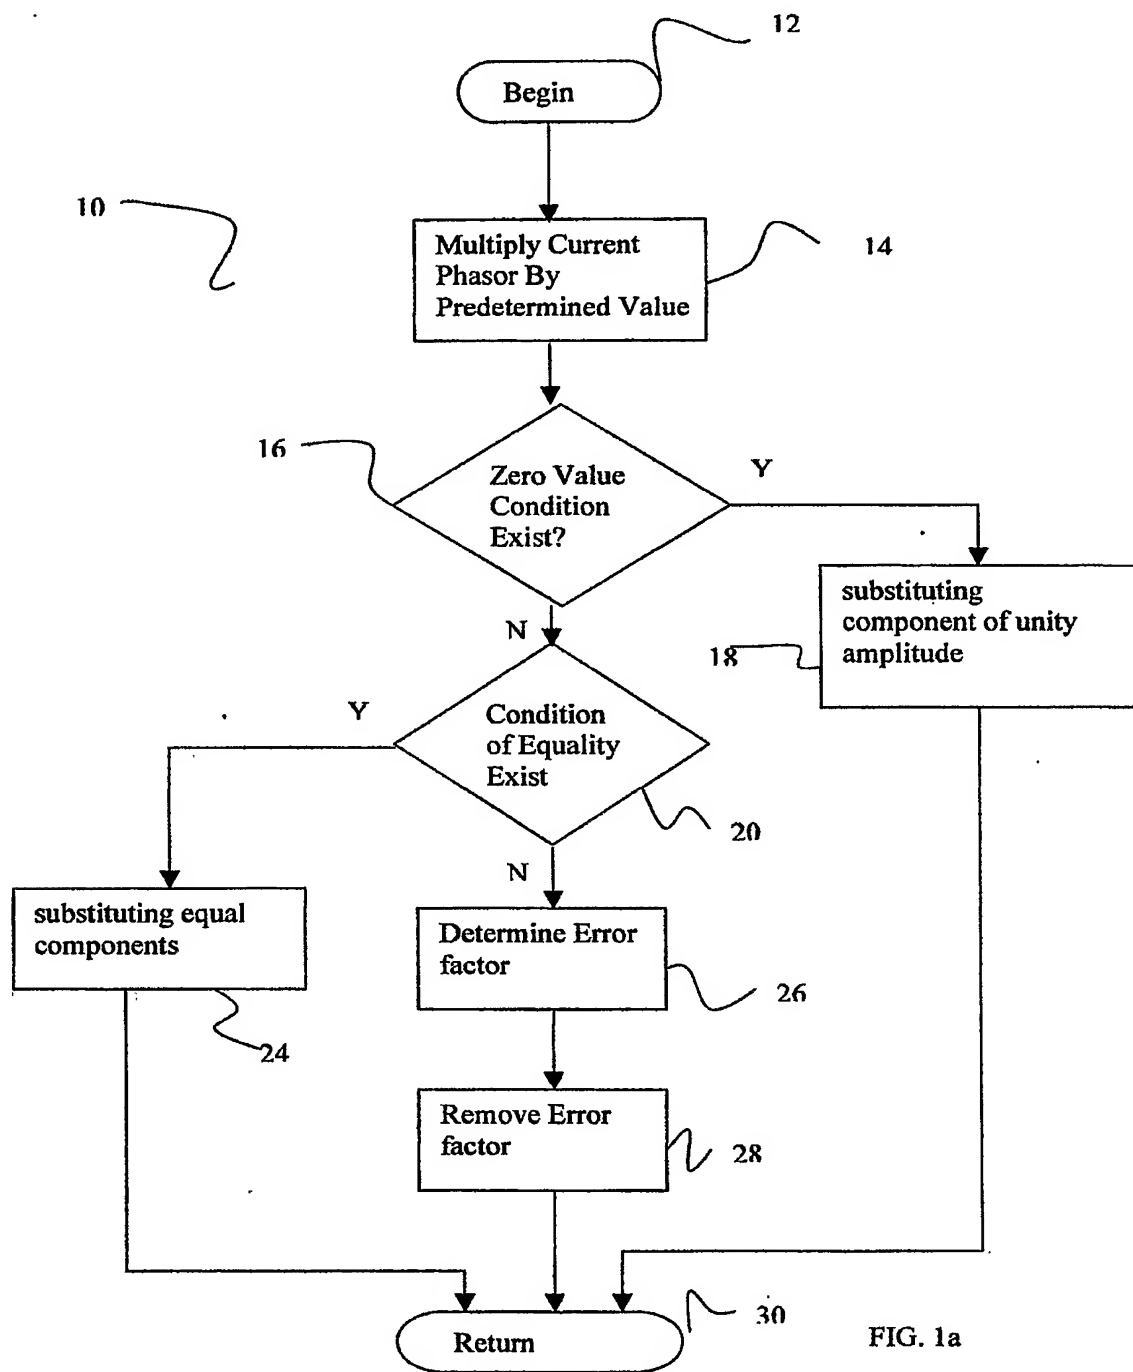 12
Begin
10
Multiply Current
Phasor By
Predetermined Value
14
16
Zero Value
Condition
Exist?
Y
N
substituting
component of unity
amplitude
18
Y
Condition
of Equality
Exist
20
N
substituting equal
components
24
Determine Error
factor
26
Remove Error
factor
28
Return
30
FIG. 1a